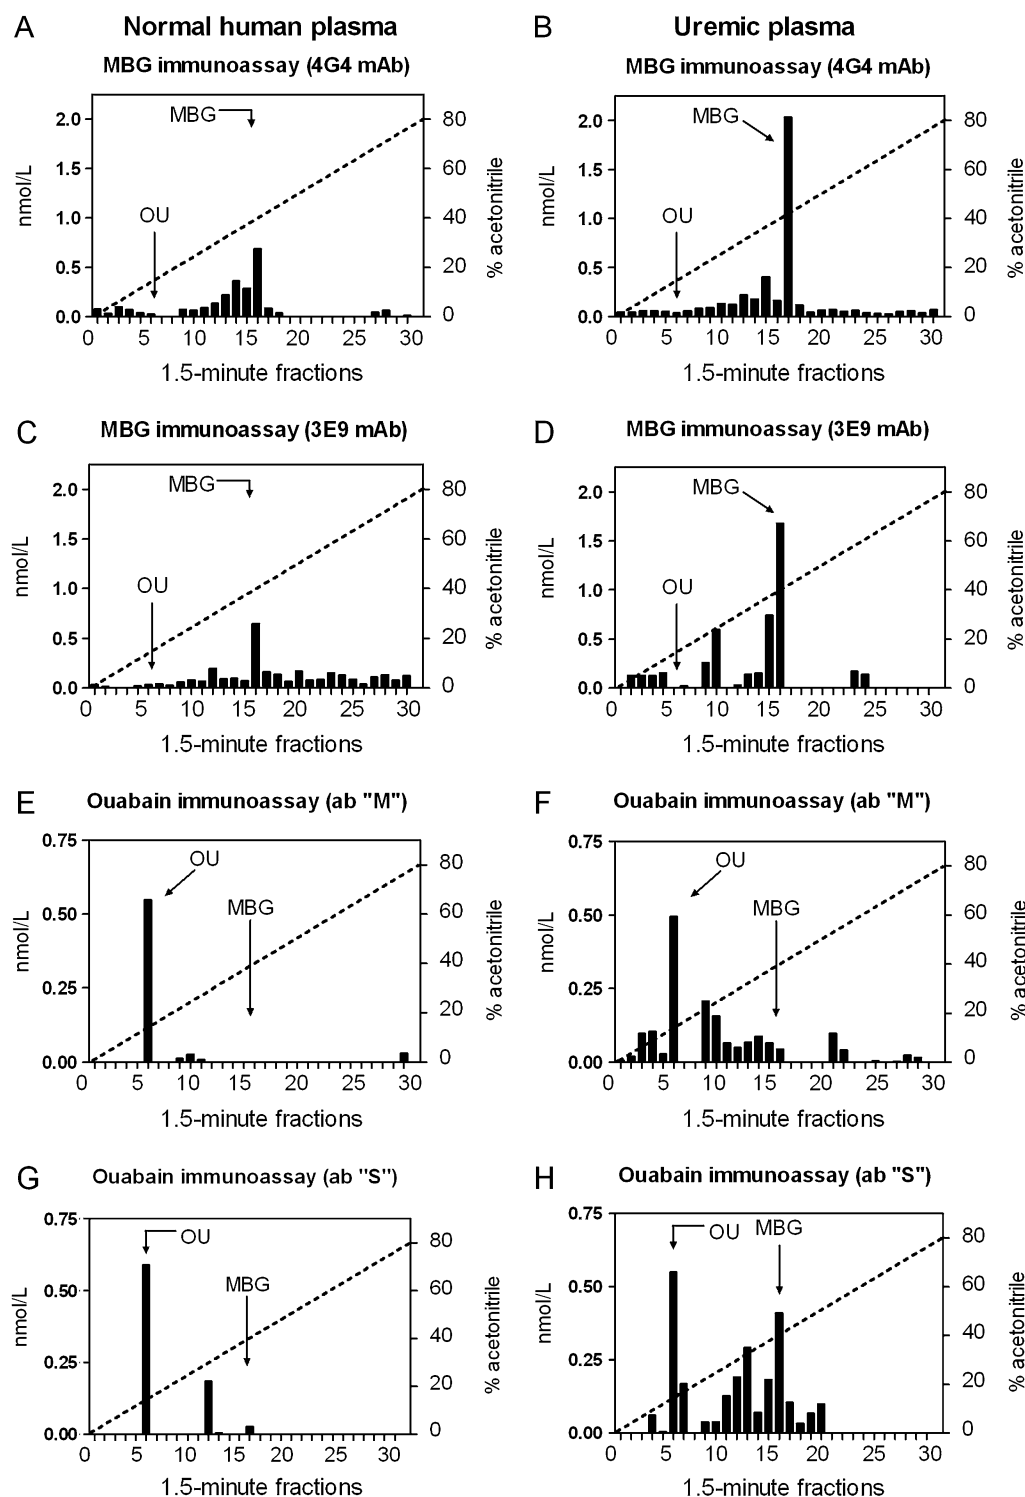 A Normal human plasma
MBG immunoassay (4G4 mAb)
nmol/L
2.0
1.5
1.0
0.5
0.0
MBG
OU
80
60
40
20
0
% acetonitrile
0 5 10 15 20 25 30
1.5-minute fractions
B Uremic plasma
MBG immunoassay (4G4 mAb)
nmol/L
2.0
1.5
1.0
0.5
0.0
MBG
OU
80
60
40
20
0
% acetonitrile
0 5 10 15 20 25 30
1.5-minute fractions
C MBG immunoassay (3E9 mAb)
nmol/L
2.0
1.5
1.0
0.5
0.0
MBG
OU
80
60
40
20
0
% acetonitrile
0 5 10 15 20 25 30
1.5-minute fractions
D MBG immunoassay (3E9 mAb)
nmol/L
2.0
1.5
1.0
0.5
0.0
MBG
OU
80
60
40
20
0
% acetonitrile
0 5 10 15 20 25 30
1.5-minute fractions
E Ouabain immunoassay (ab "M")
nmol/L
0.75
0.50
0.25
0.00
OU
MBG
80
60
40
20
0
% acetonitrile
0 5 10 15 20 25 30
1.5-minute fractions
F Ouabain immunoassay (ab "M")
nmol/L
0.75
0.50
0.25
0.00
OU
MBG
80
60
40
20
0
% acetonitrile
0 5 10 15 20 25 30
1.5-minute fractions
G Ouabain immunoassay (ab "S")
nmol/L
0.75
0.50
0.25
0.00
OU
MBG
80
60
40
20
0
% acetonitrile
0 5 10 15 20 25 30
1.5-minute fractions
H Ouabain immunoassay (ab "S")
nmol/L
0.75
0.50
0.25
0.00
OU MBG
80
60
40
20
0
% acetonitrile
0 5 10 15 20 25 30
1.5-minute fractions